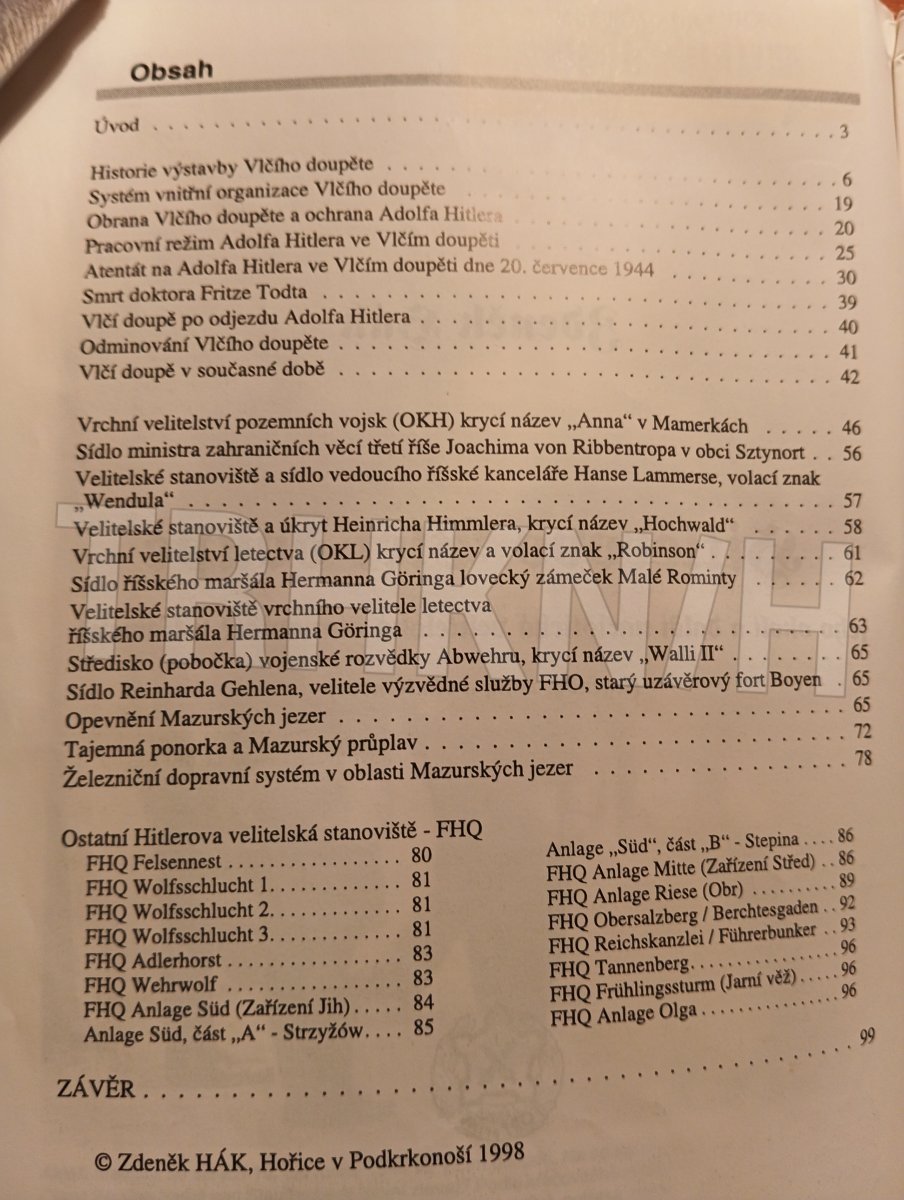 Obsah
Úvod . . . . . . . . . . . . . . . . . . . . 3
Historie výstavby Vlčího doupěte . . . . . . . . . . 6
Systém vnitřní organizace Vlčího doupěte . . . . . . . . . . 19
Obrana Vlčího doupěte a ochrana Adolfa Hitlera . . . . . . . . . . 20
Pracovní režim Adolfa Hitlera ve Vlčím doupěti . . . . . . . . . . 25
Atentát na Adolfa Hitlera ve Vlčím doupěti dne 20. července 1944 . . . . . . . . 30
Smrt doktora Fritze Todta . . . . . . . . . . 39
Vlčí doupě po odjezdu Adolfa Hitlera . . . . . . . . . . 40
Odminování Vlčího doupěte . . . . . . . . . . 41
Vlčí doupě v současné době . . . . . . . . . . 42
Vrchní velitelství pozemních vojsk (OKH) krycí název „Anna“ v Mamerkách . . . . . 46
Sídlo ministra zahraničních věcí třetí říše Joachima von Ribbentropa v obci Sztynort . . 56
Velitelské stanoviště a sídlo vedoucího říšské kanceláře Hanse Lammerse, volací znak
„Wendula“ . . . . . . . . . . 57
Velitelské stanoviště a úkryt Heinricha Himmlera, krycí název „Hochwald“ . . . . . . 58
Vrchní velitelství letectva (OKL) krycí název a volací znak „Robinson“ . . . . . . . . 61
Sídlo říšského maršála Hermanna Göringa lovecký zámeček Malé Rominty . . . . . . 62
Velitelské stanoviště vrchního velitele letectva
říšského maršála Hermanna Göringa . . . . . . . . . . 63
Středisko (pobočka) vojenské rozvědky Abwehru, krycí název „Walli II“ . . . . . . . 65
Sídlo Reinharda Gehlena, velitele výzvědné služby FHO, starý uzávěrový fort Boyen . 65
Opevnění Mazurských jezer . . . . . . . . . . 65
Tajemná ponorka a Mazurský průplav . . . . . . . . . . 72
Železniční dopravní systém v oblasti Mazurských jezer . . . . . . . . . . 78
Ostatní Hitlerova velitelská stanoviště - FHQ
FHQ Felsennest . . . . . . . . . . 80
FHQ Wolfsschlucht 1. . . . . . . . . . 81
FHQ Wolfsschlucht 2. . . . . . . . . . 81
FHQ Wolfsschlucht 3. . . . . . . . . . 81
FHQ Adlerhorst . . . . . . . . . . 83
FHQ Wehrwolf . . . . . . . . . . 83
FHQ Anlage Süd (Zařízení Jih) . . . . . 84
Anlage Süd, část „A“ - Strzyżów. . . . 85
Anlage „Süd“, část „B“ - Stepina . . . . 86
FHQ Anlage Mitte (Zařízení Střed) . . 86
FHQ Anlage Riese (Obr) . . . . . . . . . 89
FHQ Obersalzberg / Berchtesgaden . . 92
FHQ Reichskanzlei / Führerbunker . . 93
FHQ Tannenberg. . . . . . . . . . 96
FHQ Frühlingssturm (Jarní věž) . . . . . 96
FHQ Anlage Olga . . . . . . . . . . 96
ZÁVĚR . . . . . . . . . . 99
© Zdeněk HÁK, Hořice v Podkrkonoší 1998